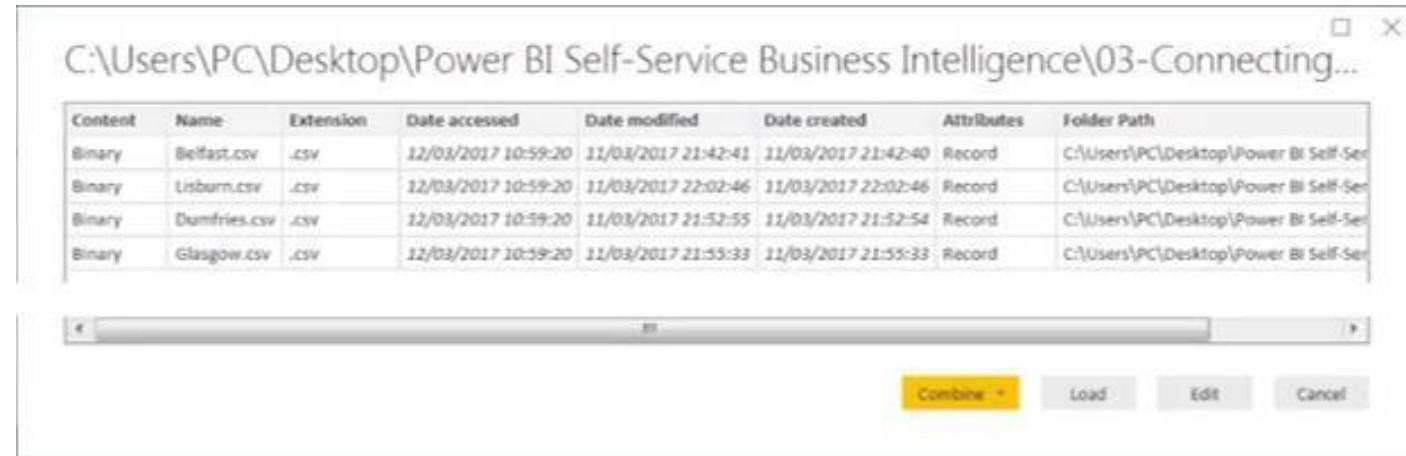 C:\Users\PC\Desktop\Power BI Self-Service Business Intelligence\03-Connecting...
Content Name Extension Date accessed Date modified Date created Attributes Folder Path
Binary Belfast.csv .csv 12/03/2017 10:59:20 11/03/2017 21:42:41 11/03/2017 21:42:40 Record C:\Users\PC\Desktop\Power BI Self-Ser
Binary Lisburn.csv .csv 12/03/2017 10:59:20 11/03/2017 22:02:46 11/03/2017 22:02:46 Record C:\Users\PC\Desktop\Power BI Self-Ser
Binary Dumfries.csv .csv 12/03/2017 10:59:20 11/03/2017 21:52:55 11/03/2017 21:52:54 Record C:\Users\PC\Desktop\Power BI Self-Ser
Binary Glasgow.csv .csv 12/03/2017 10:59:20 11/03/2017 21:55:33 11/03/2017 21:55:33 Record C:\Users\PC\Desktop\Power BI Self-Ser
Combine Load Edit Cancel